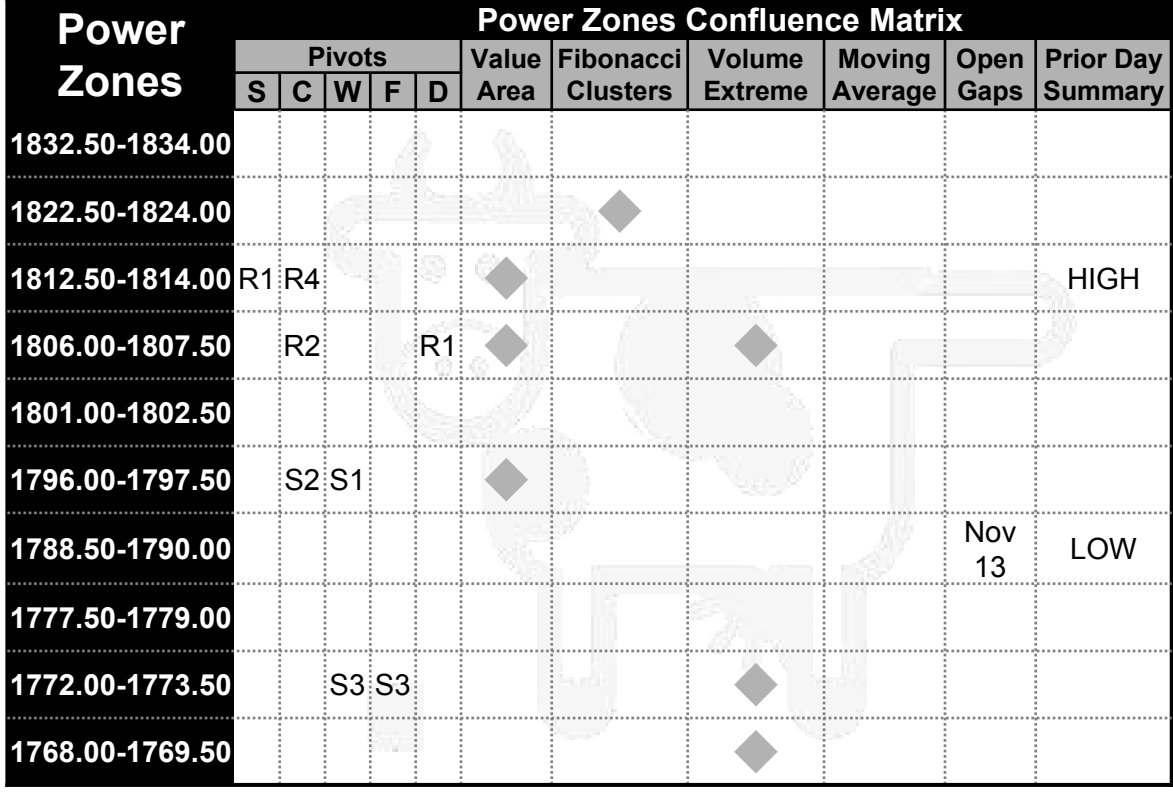 Power Zones Power Zones Confluence Matrix
Pivots Value Area Fibonacci Clusters Volume Extreme Moving Average Open Gaps Prior Day Summary
S C W F D
1832.50-1834.00
1822.50-1824.00
1812.50-1814.00 R1 R4 HIGH
1806.00-1807.50 R2 R1
1801.00-1802.50
1796.00-1797.50 S2 S1
1788.50-1790.00 Nov 13 LOW
1777.50-1779.00
1772.00-1773.50 S3 S3
1768.00-1769.50